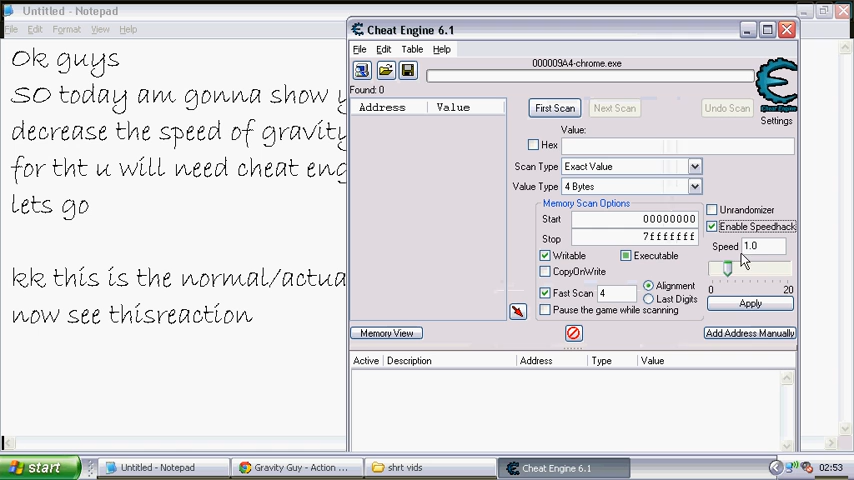 Untitled - Notepad
File Edit Format View Help
Ok guys
SO today am gonna show y
decrease the speed of gravity
for tht u will need cheat eng
lets go
kk this is the normal/actua
now see thisreaction
Cheat Engine 6.1
File Edit Table Help
000009A4-chrome.exe
Found: 0
Address Value
First Scan Next Scan Undo Scan
Cheat Engine
Settings
Value:
Hex
Scan Type Exact Value
Value Type 4 Bytes
Memory Scan Options
Start 00000000
Stop 7fffffff
Writable Executable
CopyOnWrite
Fast Scan 4 Alignment
Last Digits
Pause the game while scanning
Unrandomizer
Enable Speedhack
Speed 1.0
0 20
Apply
Memory View Add Address Manually
Active Description Address Type Value
start Untitled - Notepad Gravity Guy - Action ... shrt vids Cheat Engine 6.1 02:53